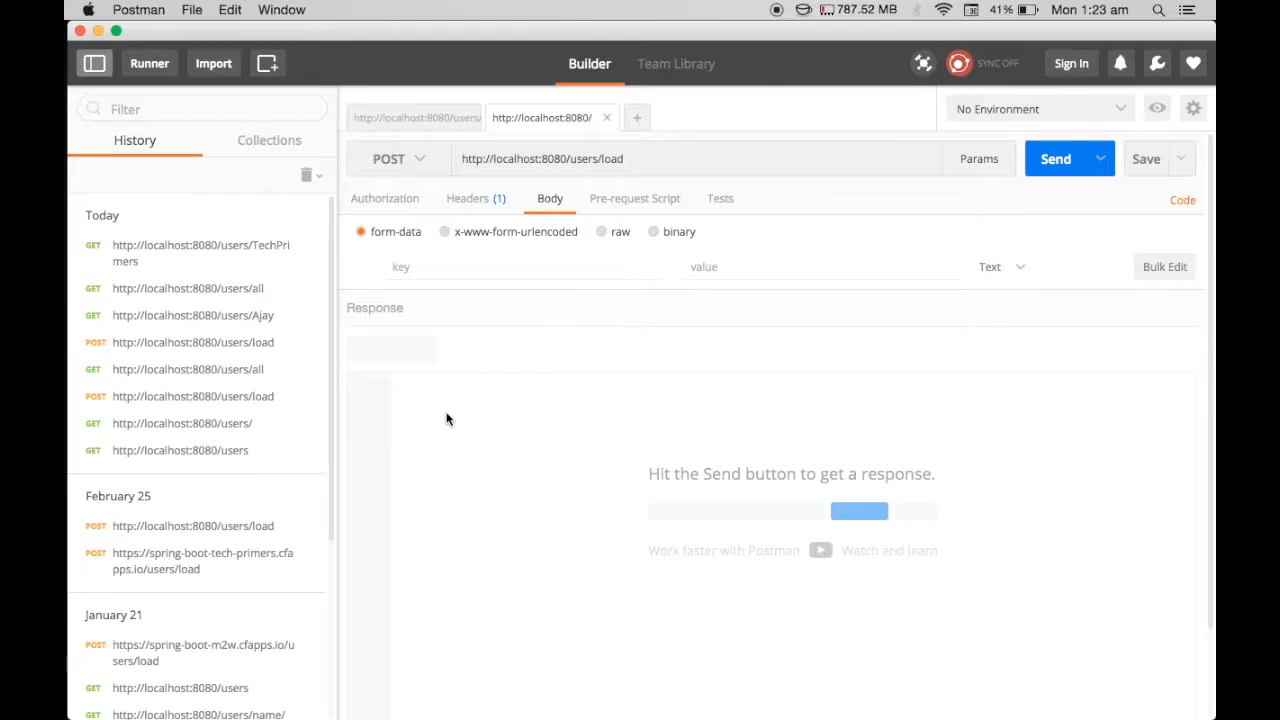 Postman File Edit Window 787.52 MB 41% Mon 1:23 am
Runner Import Builder Team Library SYNC OFF Sign In
Filter
History Collections
Today
GET http://localhost:8080/users/TechPri
mers
GET http://localhost:8080/users/all
GET http://localhost:8080/users/Ajay
POST http://localhost:8080/users/load
GET http://localhost:8080/users/all
POST http://localhost:8080/users/load
GET http://localhost:8080/users/
GET http://localhost:8080/users
February 25
POST http://localhost:8080/users/load
POST https://spring-boot-tech-primers.cfa
pps.io/users/load
January 21
POST https://spring-boot-m2w.cfapps.io/u
sers/load
GET http://localhost:8080/users
GET http://localhost:8080/users/name/
http://localhost:8080/users/ http://localhost:8080/ No Environment
POST http://localhost:8080/users/load Params Send Save
Authorization Headers (1) Body Pre-request Script Tests Code
form-data x-www-form-urlencoded raw binary
key value Text Bulk Edit
Response
Hit the Send button to get a response.
Work faster with Postman Watch and learn